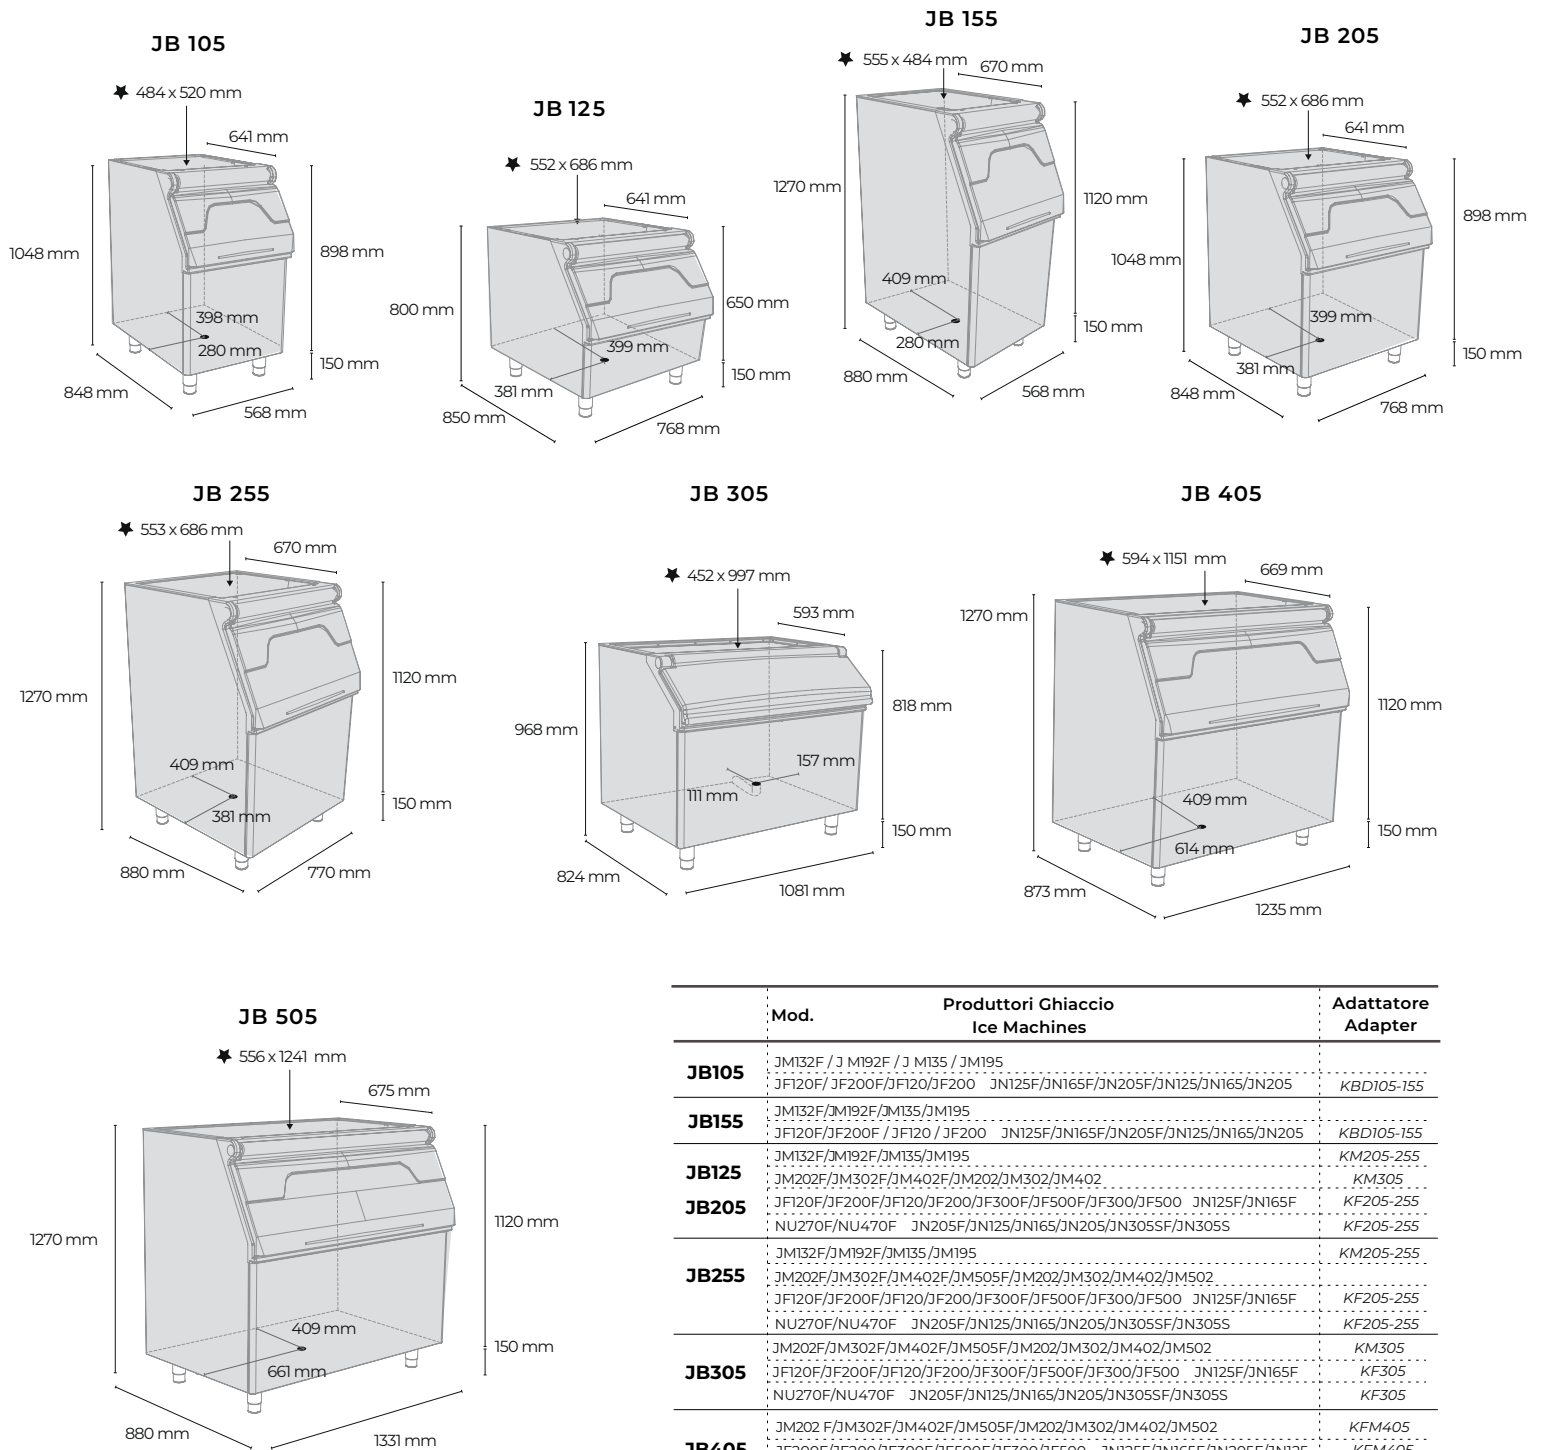 JB 105
★ 484 x 520 mm
641 mm
1048 mm
898 mm
398 mm
280 mm
150 mm
848 mm
568 mm
JB 125
★ 552 x 686 mm
641 mm
800 mm
650 mm
399 mm
381 mm
150 mm
850 mm
768 mm
JB 155
★ 555 x 484 mm
670 mm
1270 mm
1120 mm
409 mm
280 mm
150 mm
880 mm
568 mm
JB 205
★ 552 x 686 mm
641 mm
1048 mm
898 mm
399 mm
381 mm
150 mm
848 mm
768 mm
JB 255
★ 553 x 686 mm
670 mm
1270 mm
1120 mm
409 mm
381 mm
150 mm
880 mm
770 mm
JB 305
★ 452 x 997 mm
593 mm
968 mm
818 mm
157 mm
111 mm
150 mm
824 mm
1081 mm
JB 405
★ 594 x 1151 mm
669 mm
1270 mm
1120 mm
409 mm
614 mm
150 mm
873 mm
1235 mm
JB 505
★ 556 x 1241 mm
675 mm
1270 mm
1120 mm
409 mm
661 mm
150 mm
880 mm
1331 mm
Mod. Produttori Ghiaccio Adattatore
Ice Machines Adapter
JB105
JM132F / J M192F / J M135 / JM195
JF120F/ JF200F/JF120/JF200 JN125F/JN165F/JN205F/JN125/JN165/JN205 KBD105-155
JB155
JM132F/JM192F/JM135/JM195
JF120F/JF200F / JF120 / JF200 JN125F/JN165F/JN205F/JN125/JN165/JN205 KBD105-155
JB125
JB205
JM132F/JM192F/JM135/JM195 KM205-255
JM202F/JM302F/JM402F/JM202/JM302/JM402 KM305
JF120F/JF200F/JF120/JF200/JF300F/JF500F/JF300/JF500 JN125F/JN165F KF205-255
NU270F/NU470F JN205F/JN125/JN165/JN205/JN305SF/JN305S KF205-255
JB255
JM132F/JM192F/JM135/JM195 KM205-255
JM202F/JM302F/JM402F/JM505F/JM202/JM302/JM402/JM502
JF120F/JF200F/JF120/JF200/JF300F/JF500F/JF300/JF500 JN125F/JN165F KF205-255
NU270F/NU470F JN205F/JN125/JN165/JN205/JN305SF/JN305S KF205-255
JB305
JM202F/JM302F/JM402F/JM505F/JM202/JM302/JM402/JM502 KM305
JF120F/JF200F/JF120/JF200/JF300F/JF500F/JF300/JF500 JN125F/JN165F KF305
NU270F/NU470F JN205F/JN125/JN165/JN205/JN305SF/JN305S KF305
JB405
JM202 F/JM302F/JM402F/JM505F/JM202/JM302/JM402/JM502 KFM405